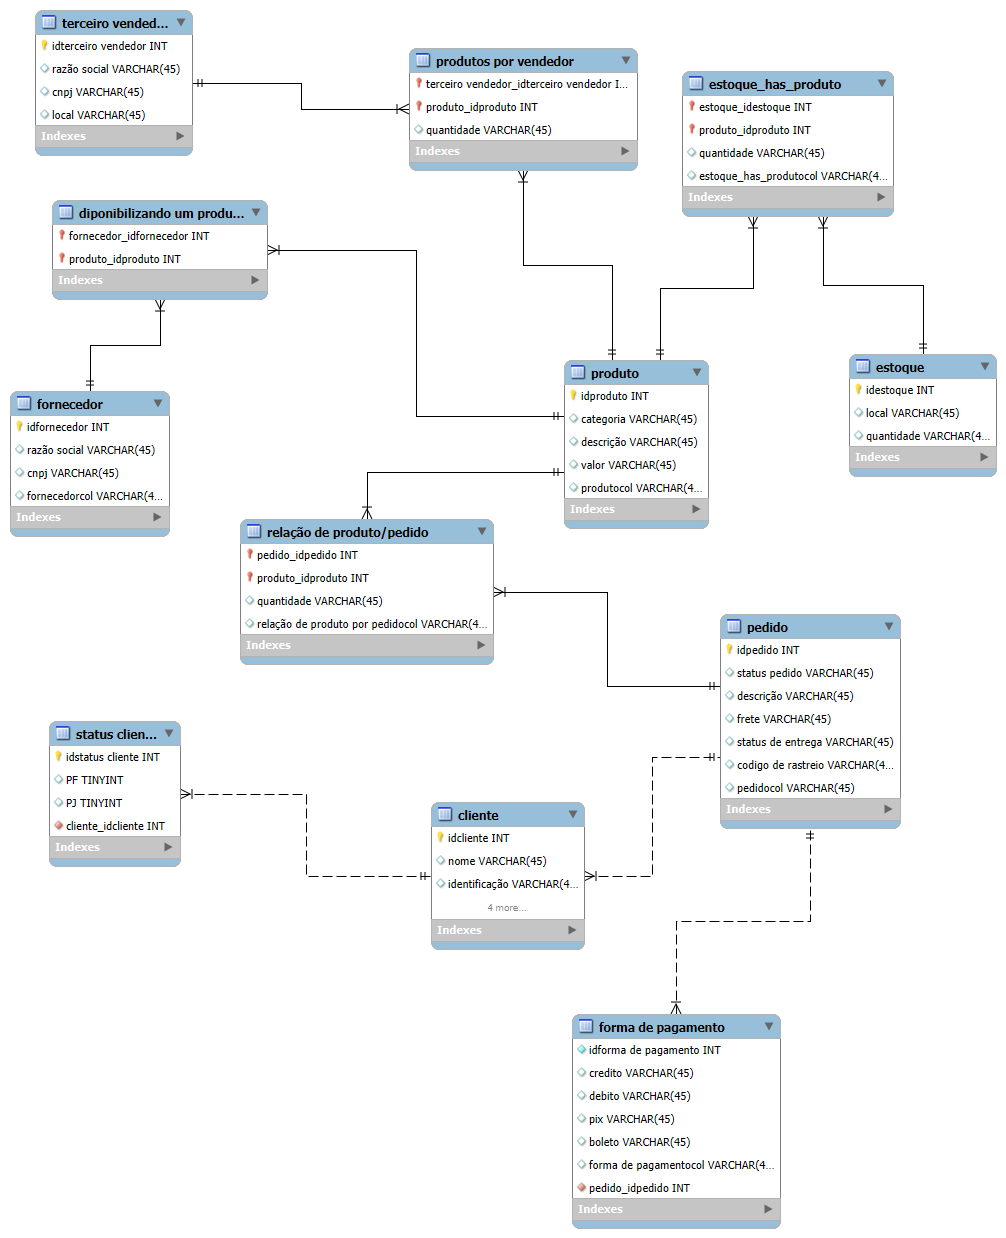 terceiro vended...
idterceiro vendedor INT
razão social VARCHAR(45)
cnpj VARCHAR(45)
local VARCHAR(45)
Indexes
produtos por vendedor
terceiro vendedor_idterceiro vendedor I...
produto_idproduto INT
quantidade VARCHAR(45)
Indexes
estoque_has_produto
estoque_idestoque INT
produto_idproduto INT
quantidade VARCHAR(45)
estoque_has_produtocol VARCHAR(4...
Indexes
diponibilizando um produ...
fornecedor_idfornecedor INT
produto_idproduto INT
Indexes
fornecedor
idfornecedor INT
razão social VARCHAR(45)
cnpj VARCHAR(45)
fornecedorcol VARCHAR(4...
Indexes
produto
idproduto INT
categoria VARCHAR(45)
descrição VARCHAR(45)
valor VARCHAR(45)
produtocol VARCHAR(4...
Indexes
estoque
idestoque INT
local VARCHAR(45)
quantidade VARCHAR(4...
Indexes
relação de produto/pedido
pedido_idpedido INT
produto_idproduto INT
quantidade VARCHAR(45)
relação de produto por pedidocol VARCHAR(4...
Indexes
pedido
idpedido INT
status pedido VARCHAR(45)
descrição VARCHAR(45)
frete VARCHAR(45)
status de entrega VARCHAR(45)
codigo de rastreio VARCHAR(4...
pedidocol VARCHAR(45)
Indexes
status clien...
idstatus cliente INT
PF TINYINT
PJ TINYINT
cliente_idcliente INT
Indexes
cliente
idcliente INT
nome VARCHAR(45)
identificação VARCHAR(4...
4 more...
Indexes
forma de pagamento
idforma de pagamento INT
credito VARCHAR(45)
debito VARCHAR(45)
pix VARCHAR(45)
boleto VARCHAR(45)
forma de pagamentocol VARCHAR(4...
pedido_idpedido INT
Indexes